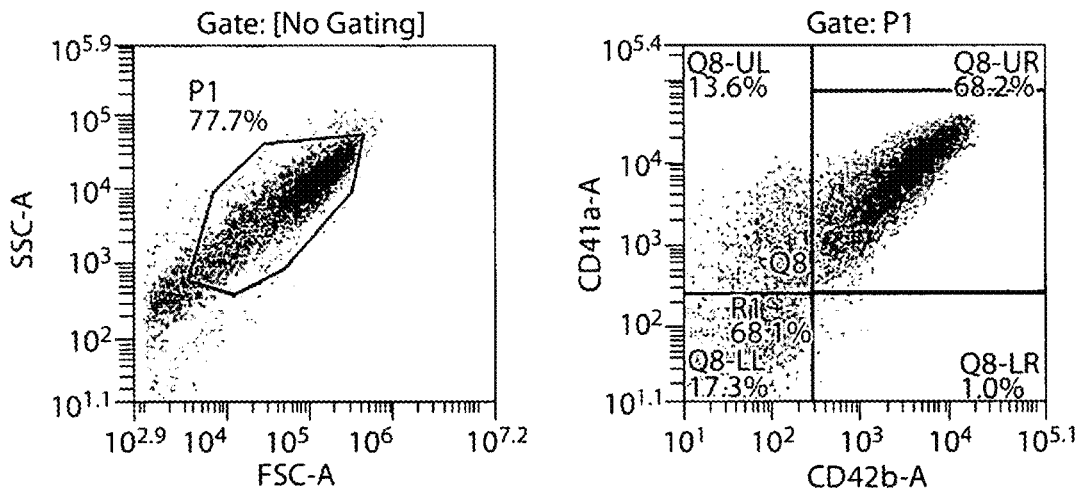 Gate: [No Gating]
10^5.9
10^5
10^4
10^3
10^2
10^1.1
SSC-A
P1
77.7%
10^2.9 10^4 10^5 10^6 10^7.2
FSC-A
Gate: P1
10^5.4
10^4
10^3
10^2
10^1.1
CD41a-A
Q8-UL
13.6%
Q8-UR
68.2%
Q8
R1
68.1%
Q8-LL
17.3%
Q8-LR
1.0%
10^1 10^2 10^3 10^4 10^5.1
CD42b-A